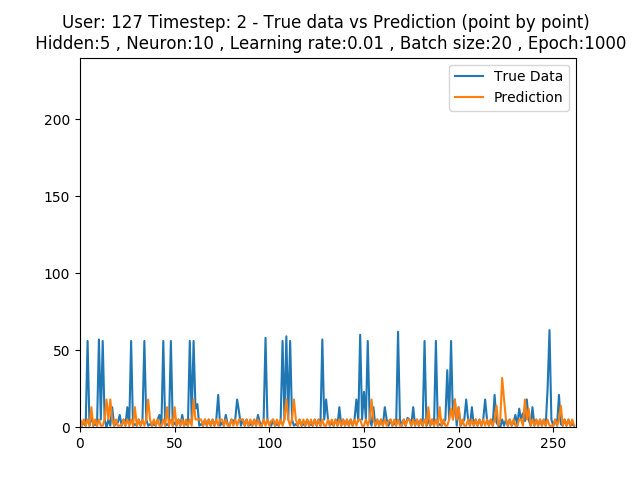 User: 127 Timestep: 2 - True data vs Prediction (point by point)
Hidden:5 , Neuron:10 , Learning rate:0.01 , Batch size:20 , Epoch:1000
True Data
Prediction
200
150
100
50
0
0 50 100 150 200 250